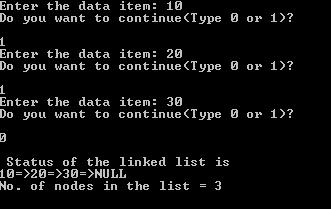 Enter the data item: 10
Do you want to continue(Type 0 or 1)?
1
Enter the data item: 20
Do you want to continue(Type 0 or 1)?
1
Enter the data item: 30
Do you want to continue(Type 0 or 1)?
0
Status of the linked list is
10=>20=>30=>NULL
No. of nodes in the list = 3